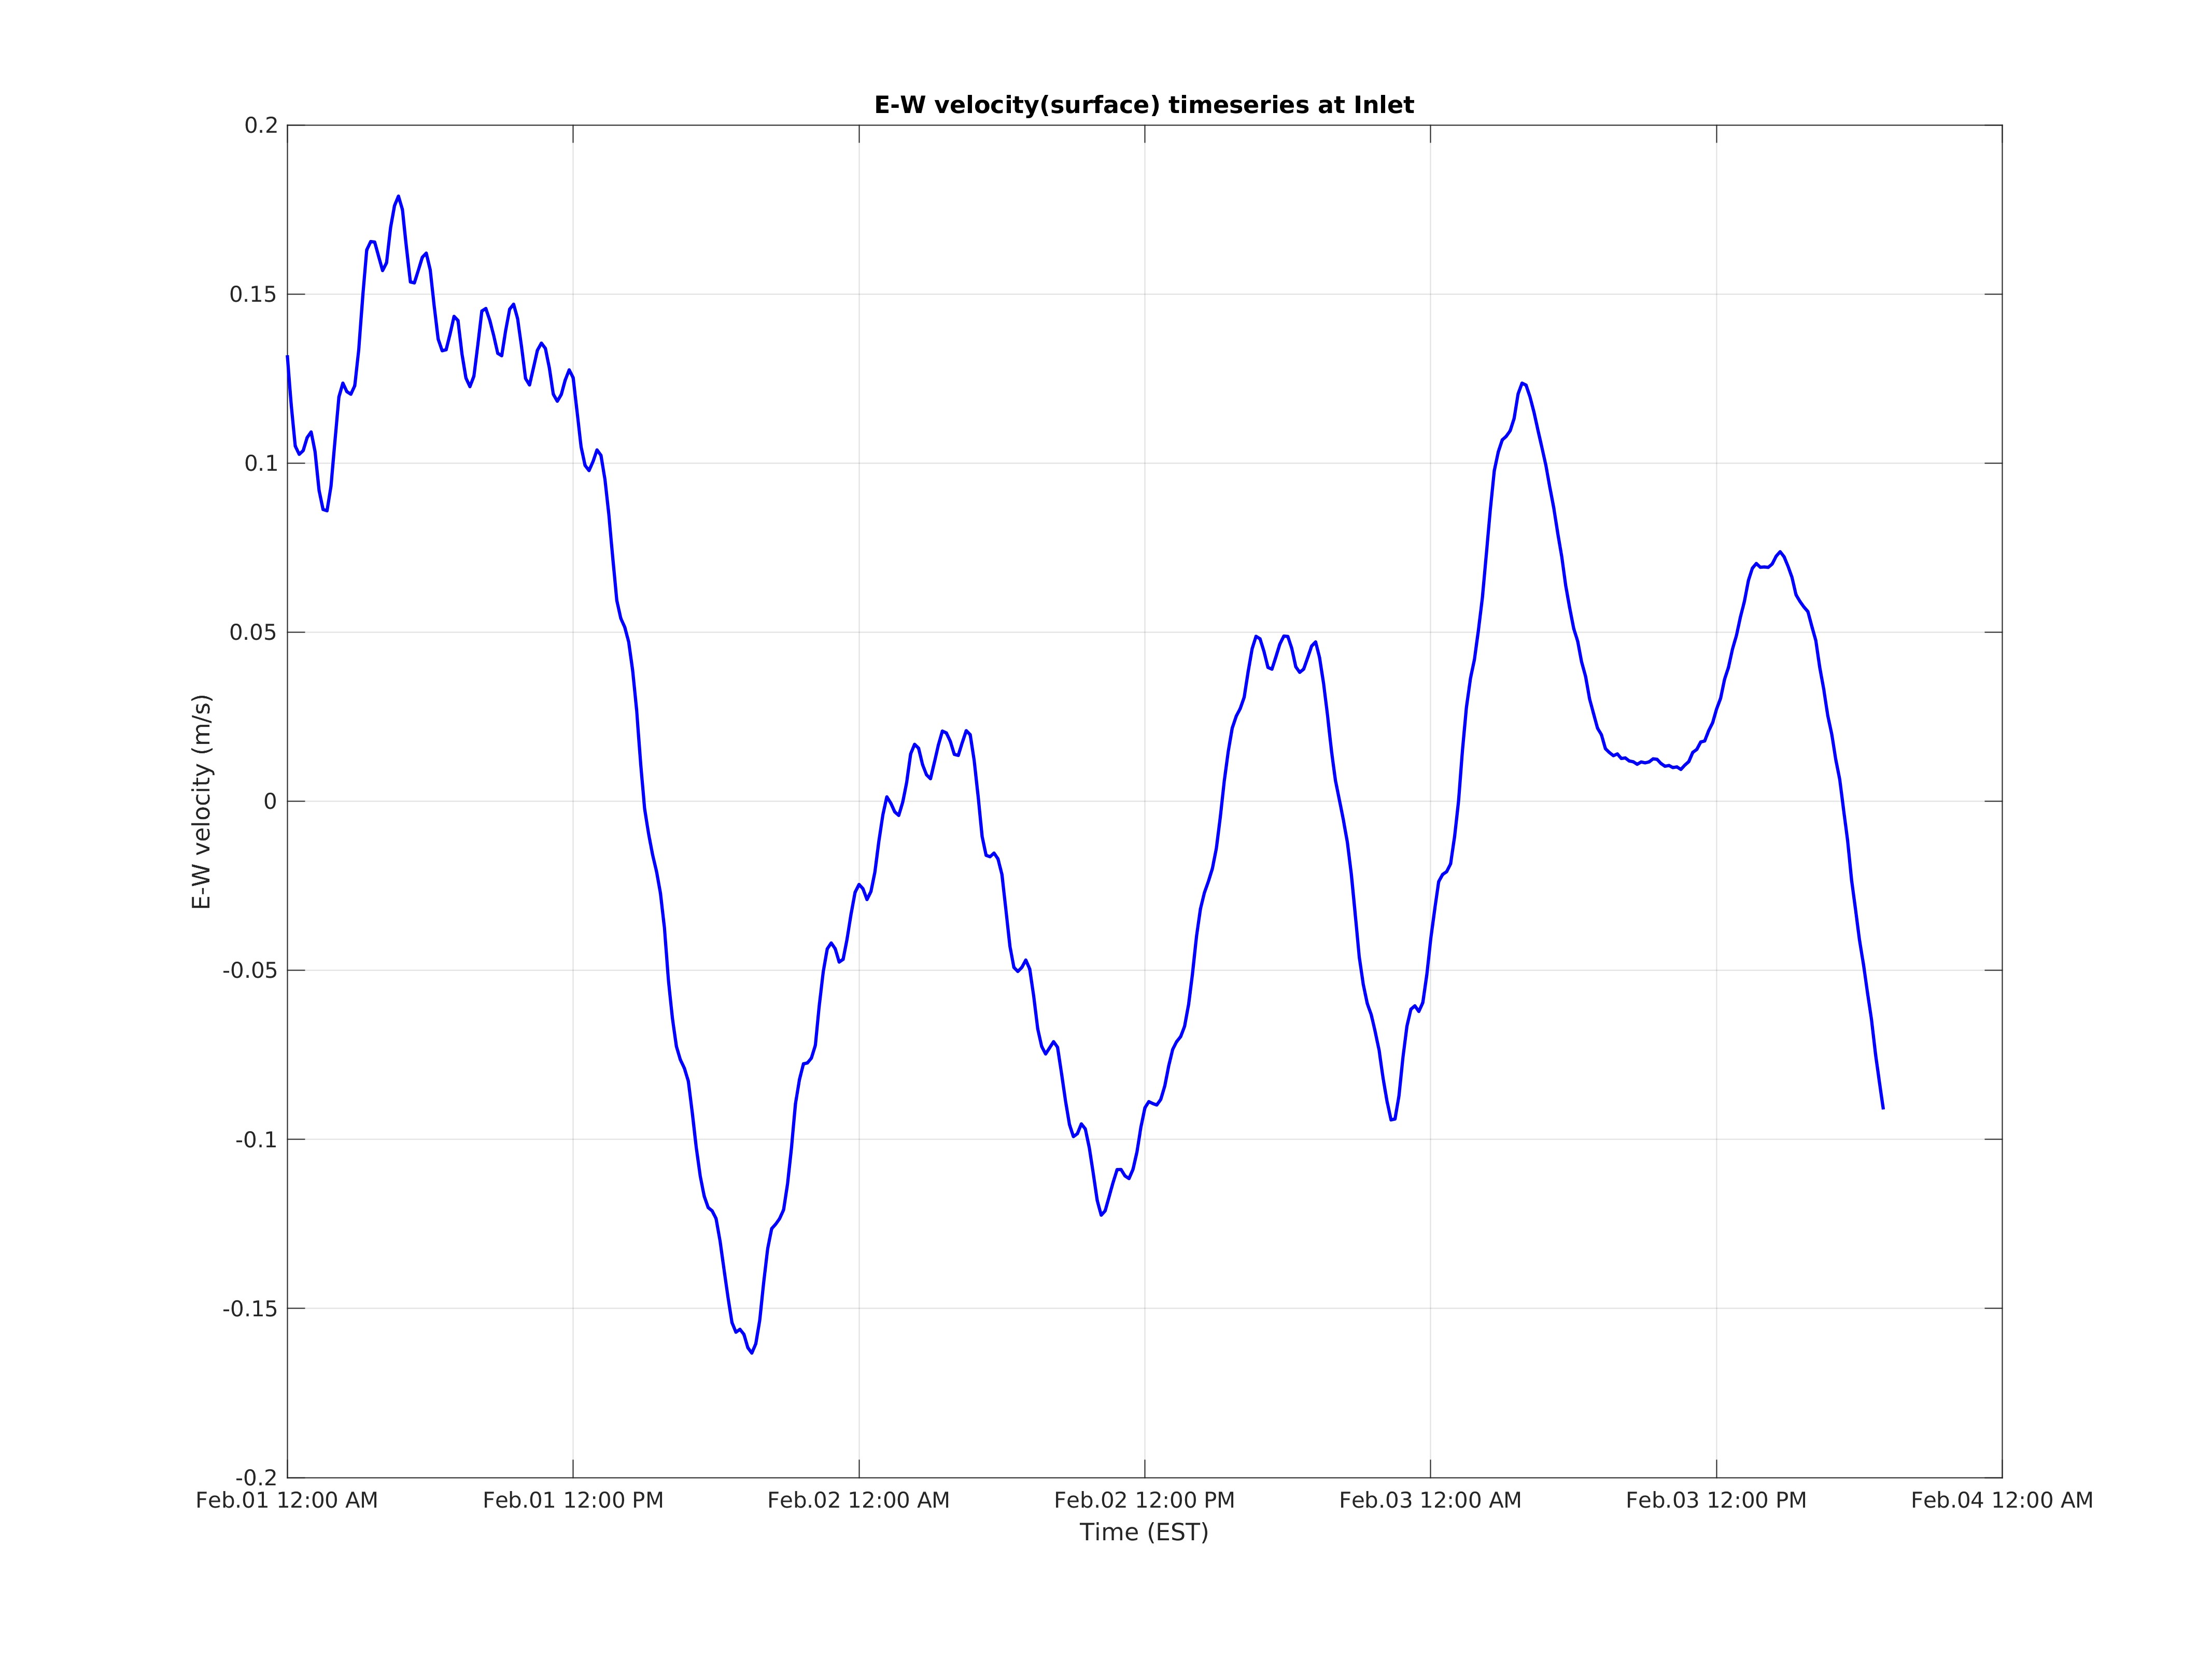 E-W velocity(surface) timeseries at Inlet
E-W velocity (m/s)
0.2
0.15
0.1
0.05
0
-0.05
-0.1
-0.15
-0.2
Feb.01 12:00 AM Feb.01 12:00 PM Feb.02 12:00 AM Feb.02 12:00 PM Feb.03 12:00 AM Feb.03 12:00 PM Feb.04 12:00 AM
Time (EST)